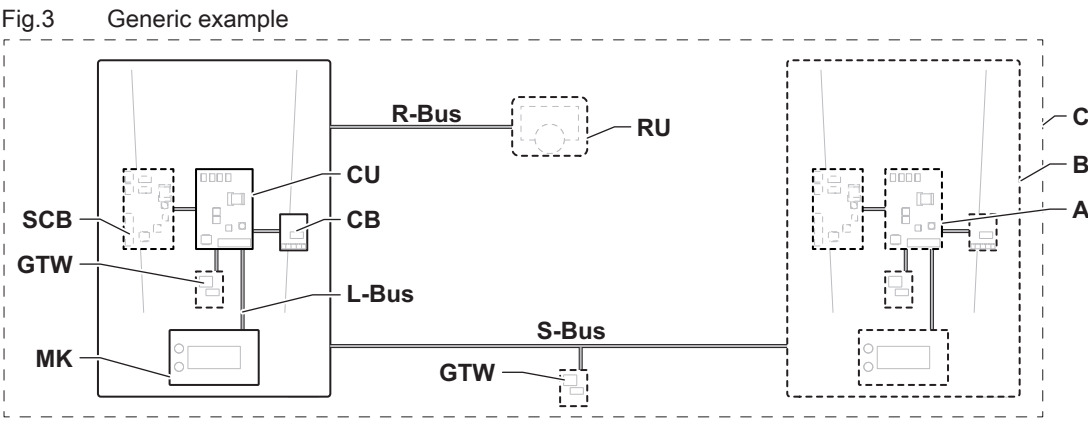 Fig.3 Generic example
R-Bus
RU
C
B
CU
SCB
CB
A
GTW
L-Bus
S-Bus
MK
GTW